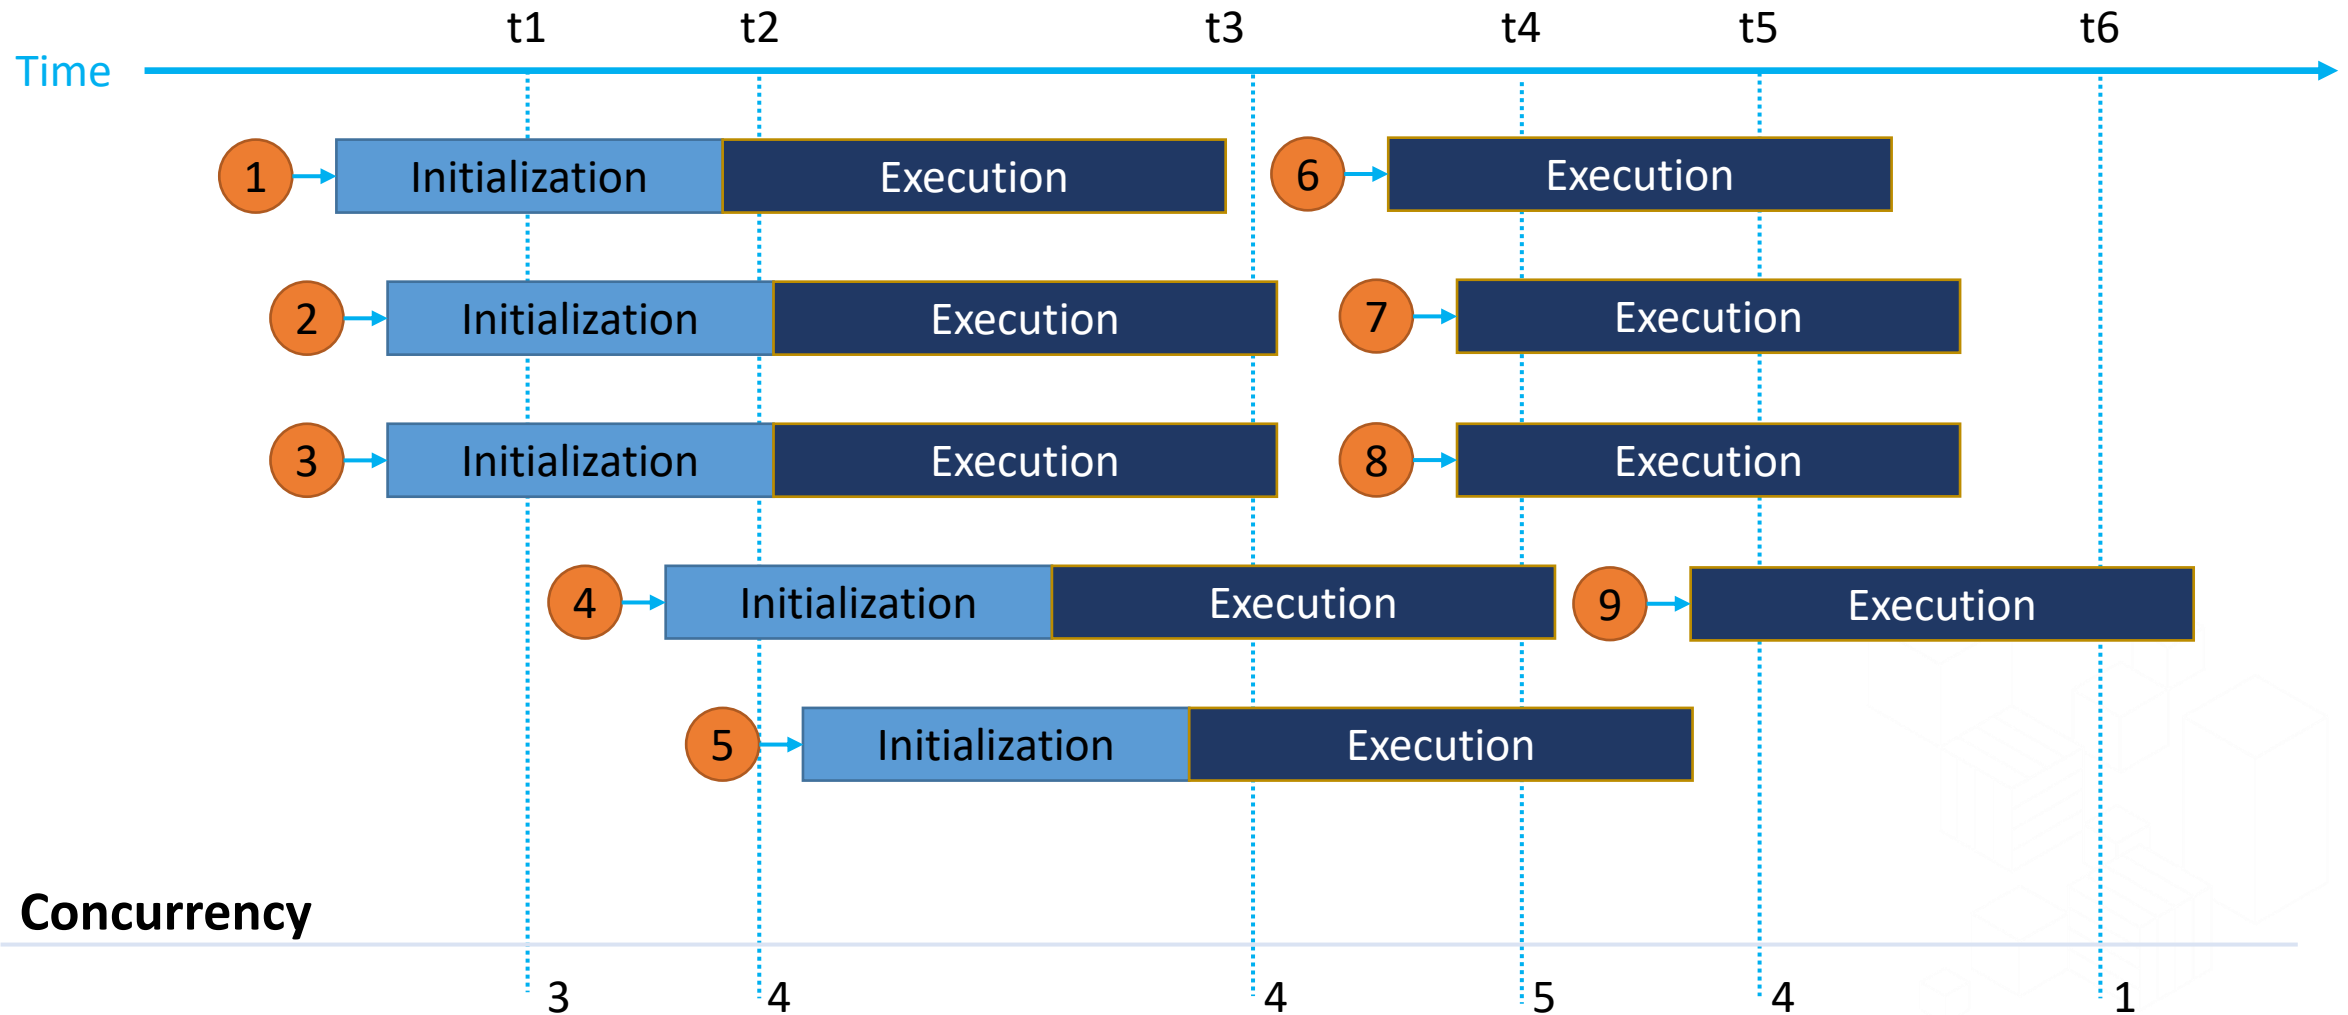 t1 t2 t3 t4 t5 t6
Time
1 Initialization Execution 6 Execution
2 Initialization Execution 7 Execution
3 Initialization Execution 8 Execution
4 Initialization Execution 9 Execution
5 Initialization Execution
Concurrency
3 4 4 5 4 1